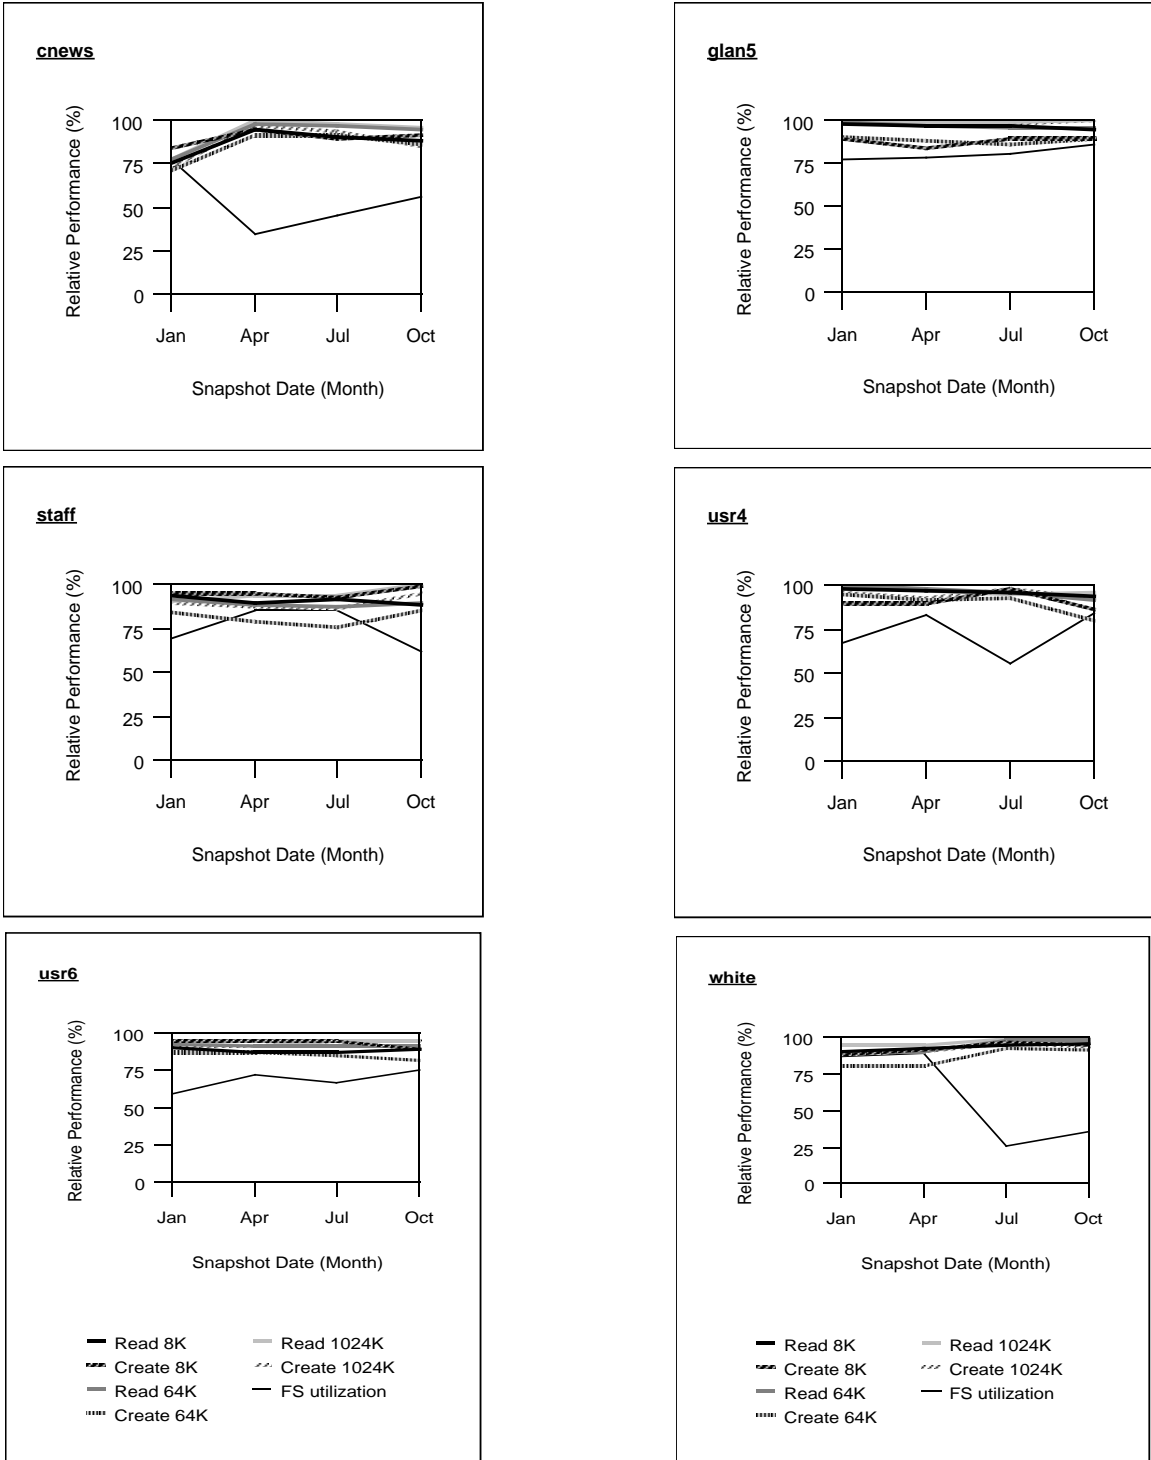 cnews
Relative Performance (%)
100
75
50
25
0
Jan Apr Jul Oct
Snapshot Date (Month)
glan5
Relative Performance (%)
100
75
50
25
0
Jan Apr Jul Oct
Snapshot Date (Month)
staff
Relative Performance (%)
100
75
50
25
0
Jan Apr Jul Oct
Snapshot Date (Month)
usr4
Relative Performance (%)
100
75
50
25
0
Jan Apr Jul Oct
Snapshot Date (Month)
usr6
Relative Performance (%)
100
75
50
25
0
Jan Apr Jul Oct
Snapshot Date (Month)
Read 8K Read 1024K
Create 8K Create 1024K
Read 64K FS utilization
Create 64K
white
Relative Performance (%)
100
75
50
25
0
Jan Apr Jul Oct
Snapshot Date (Month)
Read 8K Read 1024K
Create 8K Create 1024K
Read 64K FS utilization
Create 64K